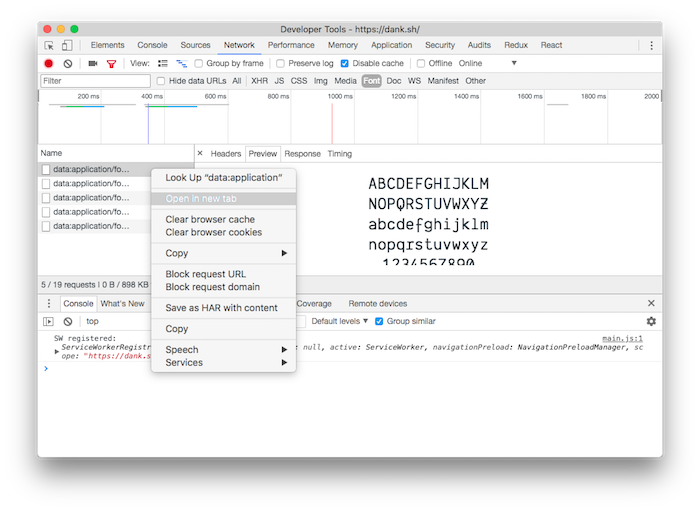 Developer Tools - https://dank.sh/
Elements Console Sources Network Performance Memory Application Security Audits Redux React
View: Group by frame Preserve log Disable cache Offline Online
Filter Hide data URLs All XHR JS CSS Img Media Font Doc WS Manifest Other
200 ms 400 ms 600 ms 800 ms 1000 ms 1200 ms 1400 ms 1600 ms 1800 ms 2000
Name Headers Preview Response Timing
data:application/fo…
data:application/fo…
data:application/fo…
data:application/fo…
data:application/fo…
Look Up “data:application”
Open in new tab
Clear browser cache
Clear browser cookies
Copy
Block request URL
Block request domain
Save as HAR with content
Copy
Speech
Services
ABCDEFGHIJKLM
NOPQRSTUVWXYZ
abcdefghijklm
nopqrstuvwxyz
1234567890
5 / 19 requests | 0 B / 898 KB
Console What's New Coverage Remote devices
top Default levels Group similar
SW registered: main.js:1
ServiceWorkerRegistr : null, active: ServiceWorker, navigationPreload: NavigationPreloadManager, sc
ope: "https://dank.s